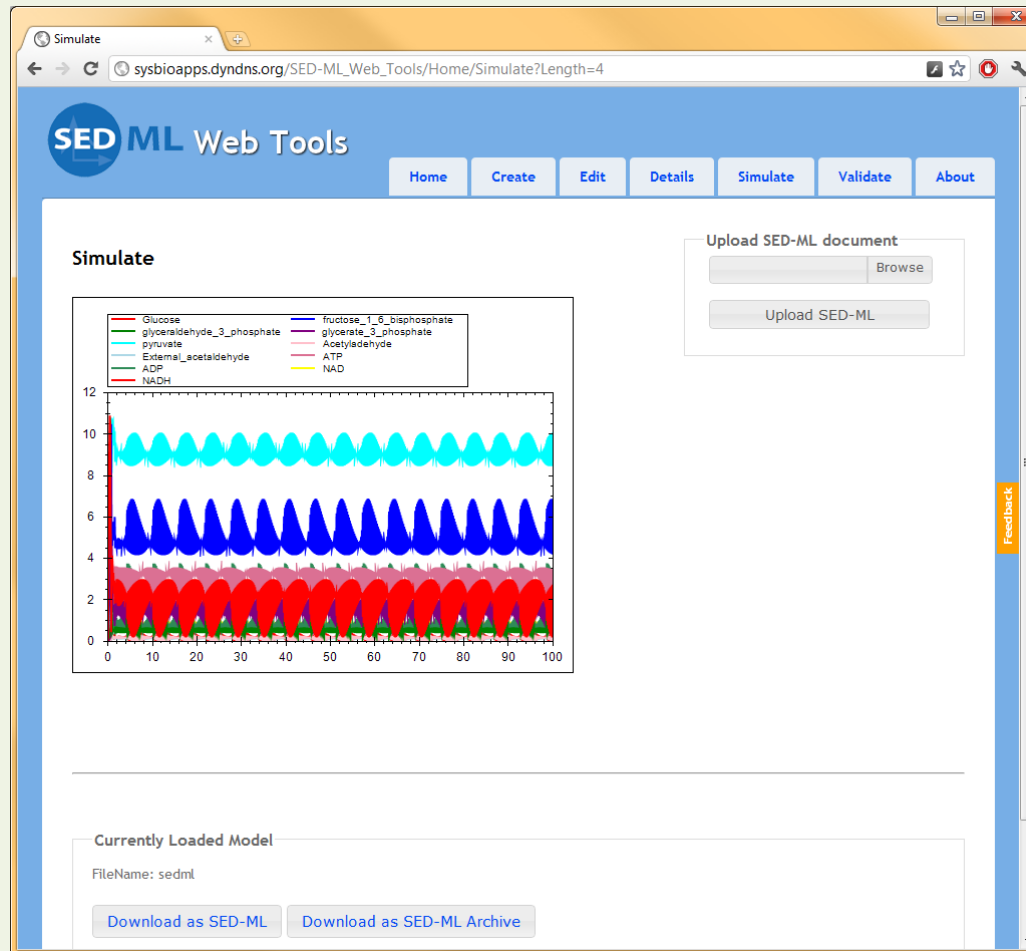 Simulate
sysbioapps.dyndns.org/SED-ML_Web_Tools/Home/Simulate?Length=4
SED ML Web Tools
Home Create Edit Details Simulate Validate About
Upload SED-ML document
Browse
Upload SED-ML
Simulate
Glucose fructose_1_6_bisphosphate
glyceraldehyde_3_phosphate glycerate_3_phosphate
pyruvate Acetyladehyde
External_acetaldehyde ATP
ADP NAD
NADH
12
10
8
6
4
2
0
0 10 20 30 40 50 60 70 80 90 100
Feedback
Currently Loaded Model
FileName: sedml
Download as SED-ML Download as SED-ML Archive